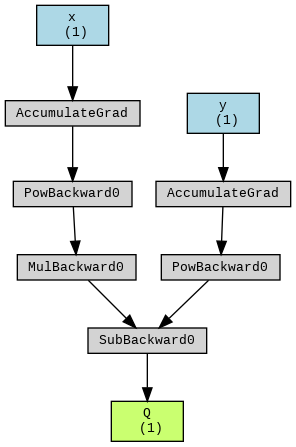 x
(1)
y
(1)
AccumulateGrad
PowBackward0
AccumulateGrad
MulBackward0
PowBackward0
SubBackward0
Q
(1)